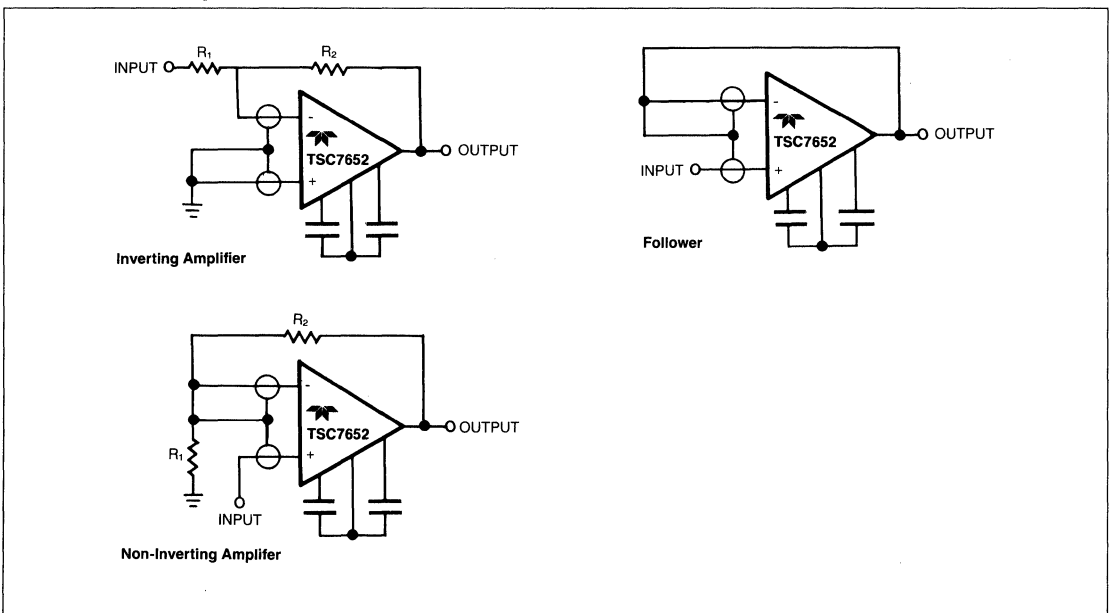 R1
R2
INPUT
-
TSC7652
+
OUTPUT
Inverting Amplifier
-
TSC7652
INPUT
+
OUTPUT
Follower
R2
-
TSC7652
OUTPUT
R1
+
INPUT
Non-Inverting Amplifer